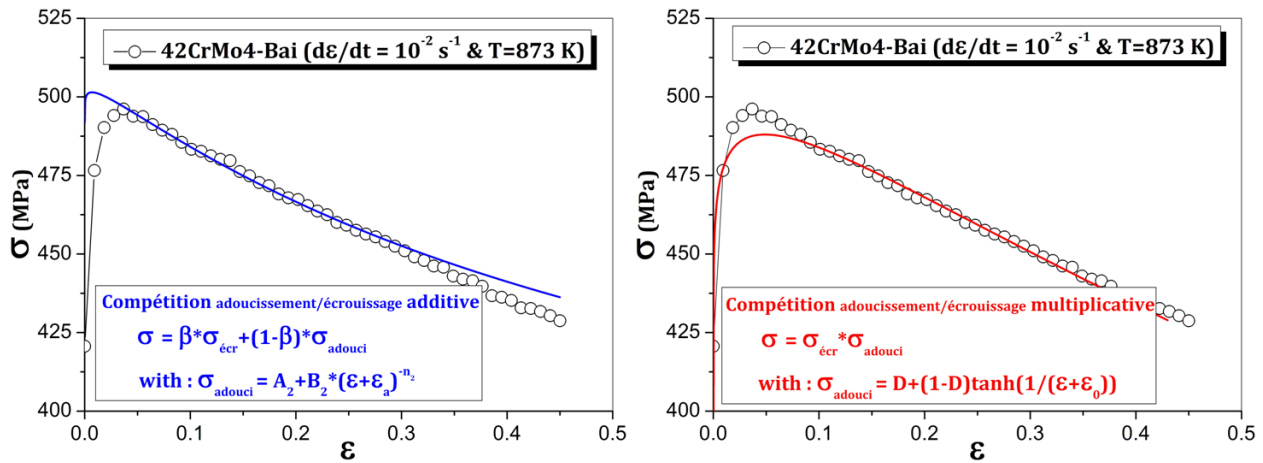 525
500
475
450
425
400
0.0 0.1 0.2 0.3 0.4 0.5
σ (MPa)
ε
42CrMo4-Bai (dε/dt = 10⁻² s⁻¹ & T=873 K)
Compétition adoucissement/écrouissage additive
σ = β*σécr+(1-β)*σadouci
with : σadouci = A₂+B₂*(ε+εa)^-n₂
525
500
475
450
425
400
0.0 0.1 0.2 0.3 0.4 0.5
σ (MPa)
ε
42CrMo4-Bai (dε/dt = 10⁻² s⁻¹ & T=873 K)
Compétition adoucissement/écrouissage multiplicative
σ = σécr*σadouci
with : σadouci = D+(1-D)tanh(1/(ε+ε₀))